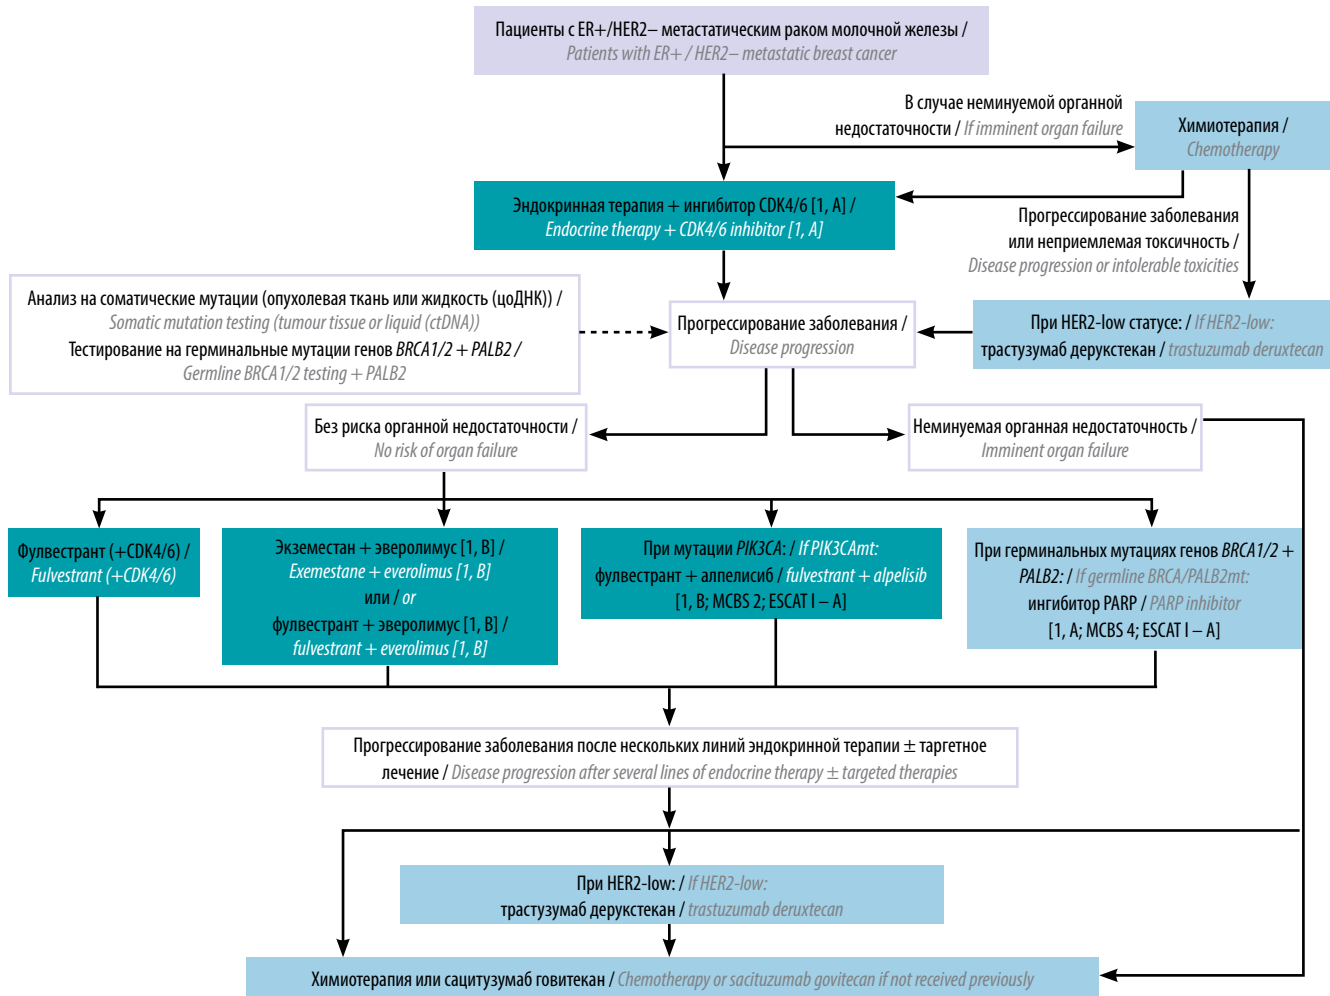 Пациенты с ER+/HER2– метастатическим раком молочной железы /
Patients with ER+ / HER2– metastatic breast cancer
В случае неминуемой органной
недостаточности / If imminent organ failure
Химиотерапия /
Chemotherapy
Эндокринная терапия + ингибитор CDK4/6 [1, A] /
Endocrine therapy + CDK4/6 inhibitor [1, A]
Прогрессирование заболевания
или неприемлемая токсичность /
Disease progression or intolerable toxicities
Анализ на соматические мутации (опухолевая ткань или жидкость (цоДНК)) /
Somatic mutation testing (tumour tissue or liquid (ctDNA))
Тестирование на герминальные мутации генов BRCA1/2 + PALB2 /
Germline BRCA1/2 testing + PALB2
Прогрессирование заболевания /
Disease progression
При HER2-low статусе: / If HER2-low:
трастузумаб дерукстекан / trastuzumab deruxtecan
Без риска органной недостаточности /
No risk of organ failure
Неминуемая органная недостаточность /
Imminent organ failure
Фулвестрант (+CDK4/6) /
Fulvestrant (+CDK4/6)
Экземестан + эверолимус [1, B] /
Exemestane + everolimus [1, B]
или / or
фулвестрант + эверолимус [1, B] /
fulvestrant + everolimus [1, B]
При мутации PIK3CA: / If PIK3CAmt:
фулвестрант + алпелисиб / fulvestrant + alpelisib
[1, B; MCBS 2; ESCAT I – A]
При герминальных мутациях генов BRCA1/2 +
PALB2: / If germline BRCA/PALB2mt:
ингибитор PARP / PARP inhibitor
[1, A; MCBS 4; ESCAT I – A]
Прогрессирование заболевания после нескольких линий эндокринной терапии ± таргетное
лечение / Disease progression after several lines of endocrine therapy ± targeted therapies
При HER2-low: / If HER2-low:
трастузумаб дерукстекан / trastuzumab deruxtecan
Химиотерапия или сацитузумаб говитекан / Chemotherapy or sacituzumab govitecan if not received previously